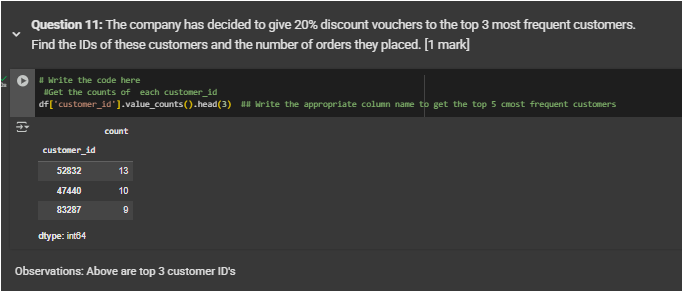 Question 11: The company has decided to give 20% discount vouchers to the top 3 most frequent customers.
Find the IDs of these customers and the number of orders they placed. [1 mark]
# Write the code here
#Get the counts of each customer_id
df['customer_id'].value_counts().head(3) ## Write the appropriate column name to get the top 5 cmost frequent customers
count
customer_id
52832 13
47440 10
83287 9
dtype: int64
Observations: Above are top 3 customer ID's